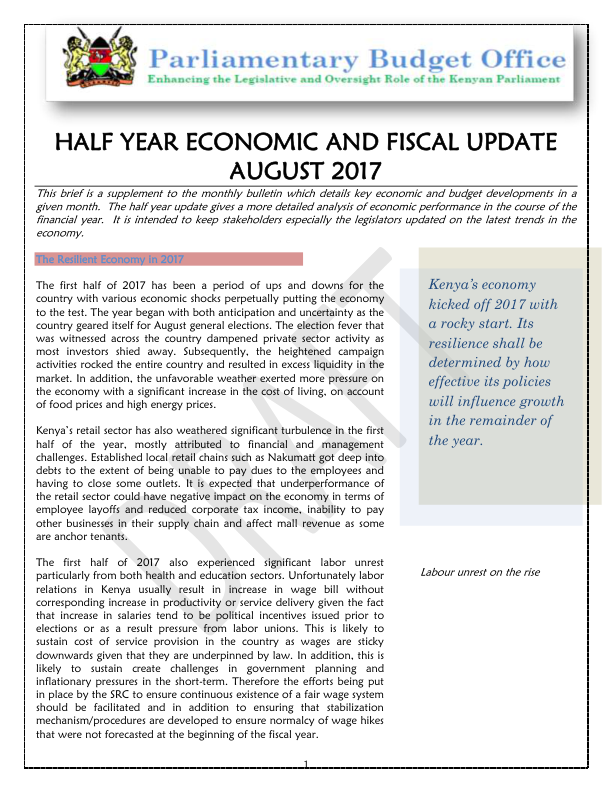 Parliamentary Budget Office
Enhancing the Legislative and Oversight Role of the Kenyan Parliament
HALF YEAR ECONOMIC AND FISCAL UPDATE
AUGUST 2017
This brief is a supplement to the monthly bulletin which details key economic and budget developments in a
given month. The half year update gives a more detailed analysis of economic performance in the course of the
financial year. It is intended to keep stakeholders especially the legislators updated on the latest trends in the
economy.
The Resilient Economy in 2017
The first half of 2017 has been a period of ups and downs for the
country with various economic shocks perpetually putting the economy
to the test. The year began with both anticipation and uncertainty as the
country geared itself for August general elections. The election fever that
was witnessed across the country dampened private sector activity as
most investors shied away. Subsequently, the heightened campaign
activities rocked the entire country and resulted in excess liquidity in the
market. In addition, the unfavorable weather exerted more pressure on
the economy with a significant increase in the cost of living, on account
of food prices and high energy prices.
Kenya's retail sector has also weathered significant turbulence in the first
half of the year, mostly attributed to financial and management
challenges. Established local retail chains such as Nakumatt got deep into
debts to the extent of being unable to pay dues to the employees and
having to close some outlets. It is expected that underperformance of
the retail sector could have negative impact on the economy in terms of
employee layoffs and reduced corporate tax income, inability to pay
other businesses in their supply chain and affect mall revenue as some
are anchor tenants.
The first half of 2017 also experienced significant labor unrest
particularly from both health and education sectors. Unfortunately labor
relations in Kenya usually result in increase in wage bill without
corresponding increase in productivity or service delivery given the fact
that increase in salaries tend to be political incentives issued prior to
elections or as a result pressure from labor unions. This is likely to
sustain cost of service provision in the country as wages are sticky
downwards given that they are underpinned by law. In addition, this is
likely to sustain create challenges in government planning and
inflationary pressures in the short-term. Therefore the efforts being put
in place by the SRC to ensure continuous existence of a fair wage system
should be facilitated and in addition to ensuring that stabilization
mechanism/procedures are developed to ensure normalcy of wage hikes
that were not forecasted at the beginning of the fiscal year.
Kenya's economy
kicked off 2017 with
a rocky start. Its
resilience shall be
determined by how
effective its policies
will influence growth
in the remainder of
the year.
Labour unrest on the rise
DRAFT
1